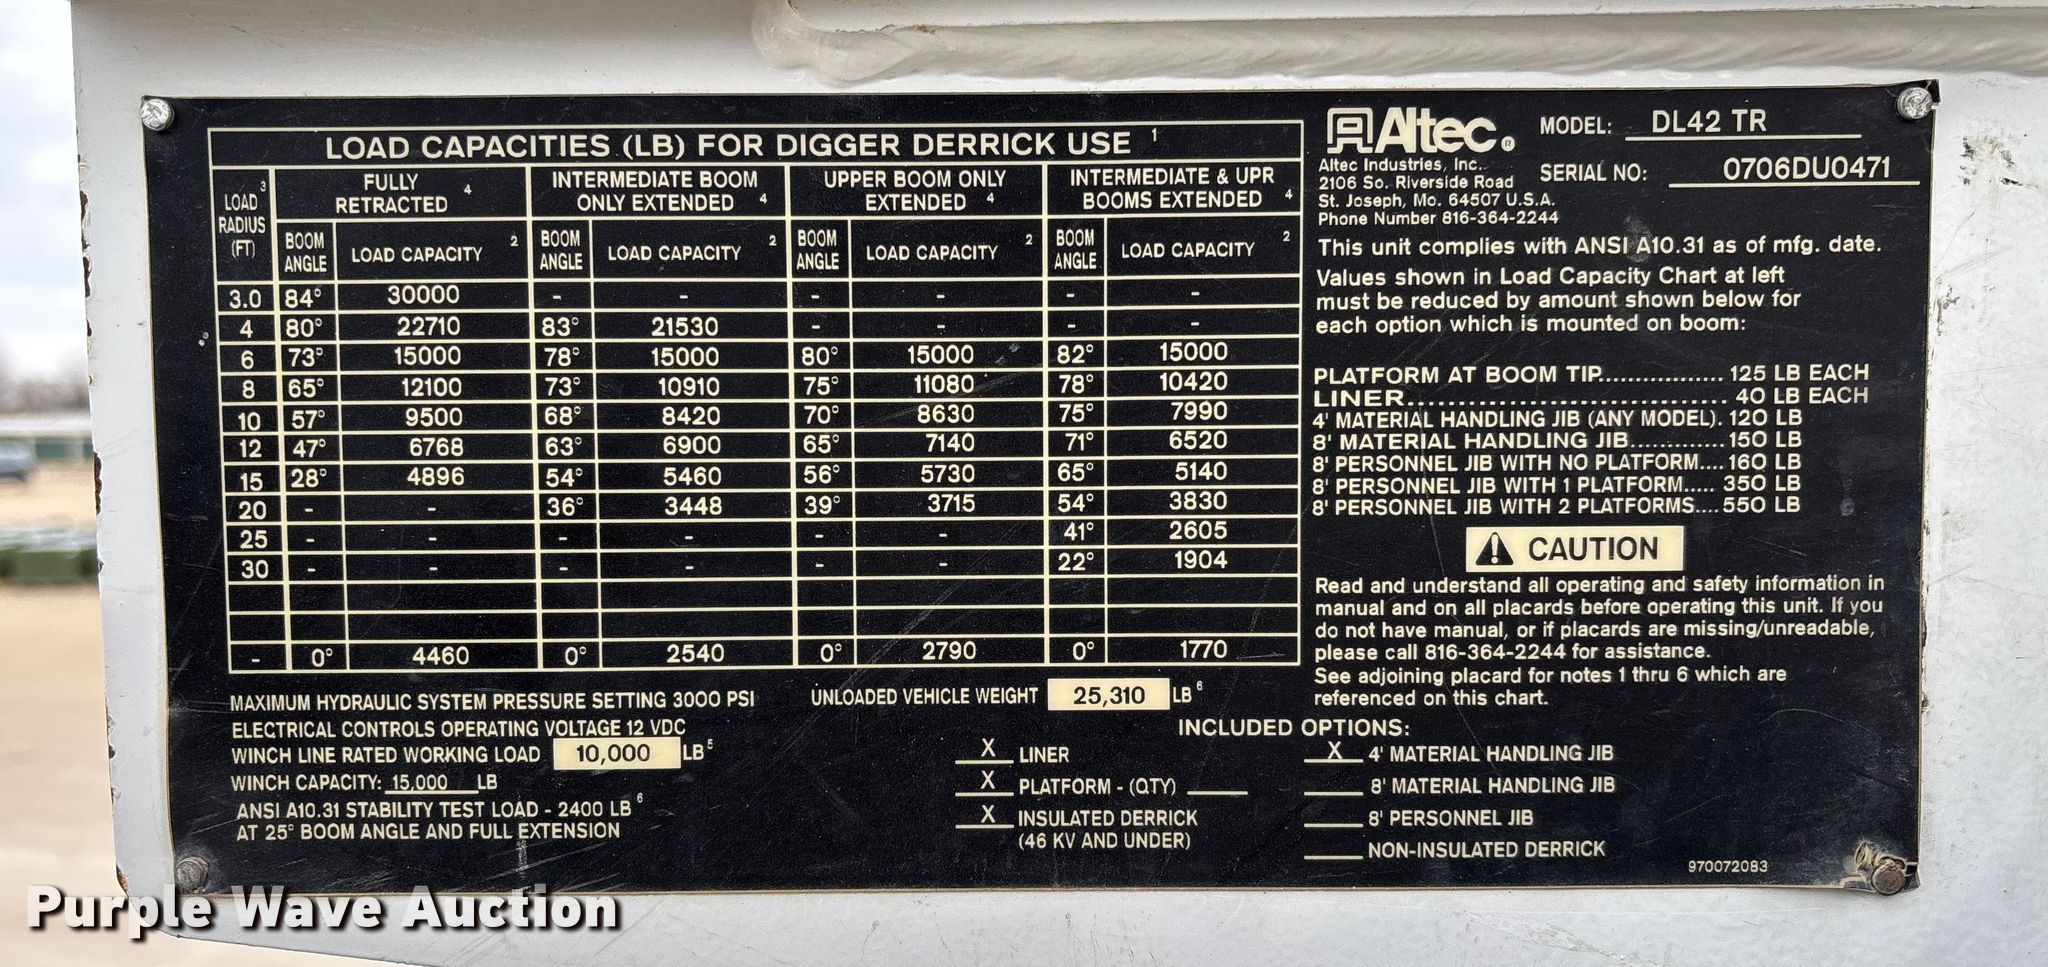 LOAD CAPACITIES (LB) FOR DIGGER DERRICK USE 1
LOAD RADIUS (FT) 3 | FULLY RETRACTED 4 | INTERMEDIATE BOOM ONLY EXTENDED 4 | UPPER BOOM ONLY EXTENDED 4 | INTERMEDIATE & UPR BOOMS EXTENDED 4
BOOM ANGLE | LOAD CAPACITY 2 | BOOM ANGLE | LOAD CAPACITY 2 | BOOM ANGLE | LOAD CAPACITY 2 | BOOM ANGLE | LOAD CAPACITY 2
3.0 84° 30000 - - - - - -
4 80° 22710 83° 21530 - - - -
6 73° 15000 78° 15000 80° 15000 82° 15000
8 65° 12100 73° 10910 75° 11080 78° 10420
10 57° 9500 68° 8420 70° 8630 75° 7990
12 47° 6768 63° 6900 65° 7140 71° 6520
15 28° 4896 54° 5460 56° 5730 65° 5140
20 - - 36° 3448 39° 3715 54° 3830
25 - - - - - - 41° 2605
30 - - - - - - 22° 1904
- 0° 4460 0° 2540 0° 2790 0° 1770
MAXIMUM HYDRAULIC SYSTEM PRESSURE SETTING 3000 PSI
ELECTRICAL CONTROLS OPERATING VOLTAGE 12 VDC
WINCH LINE RATED WORKING LOAD 10,000 LB 5
WINCH CAPACITY: 15,000 LB
ANSI A10.31 STABILITY TEST LOAD - 2400 LB 6
AT 25° BOOM ANGLE AND FULL EXTENSION
UNLOADED VEHICLE WEIGHT 25,310 LB 6
INCLUDED OPTIONS:
X LINER
X PLATFORM - (QTY)
X INSULATED DERRICK
(46 KV AND UNDER)
X 4' MATERIAL HANDLING JIB
8' MATERIAL HANDLING JIB
8' PERSONNEL JIB
NON-INSULATED DERRICK
970072083
Altec®
Altec Industries, Inc.
2106 So. Riverside Road
St. Joseph, Mo. 64507 U.S.A.
Phone Number 816-364-2244
MODEL: DL42 TR
SERIAL NO: 0706DU0471
This unit complies with ANSI A10.31 as of mfg. date.
Values shown in Load Capacity Chart at left
must be reduced by amount shown below for
each option which is mounted on boom:
PLATFORM AT BOOM TIP................. 125 LB EACH
LINER................................. 40 LB EACH
4' MATERIAL HANDLING JIB (ANY MODEL). 120 LB
8' MATERIAL HANDLING JIB..............150 LB
8' PERSONNEL JIB WITH NO PLATFORM....160 LB
8' PERSONNEL JIB WITH 1 PLATFORM..... 350 LB
8' PERSONNEL JIB WITH 2 PLATFORMS....550 LB
CAUTION
Read and understand all operating and safety information in
manual and on all placards before operating this unit. If you
do not have manual, or if placards are missing/unreadable,
please call 816-364-2244 for assistance.
See adjoining placard for notes 1 thru 6 which are
referenced on this chart.
Purple Wave Auction